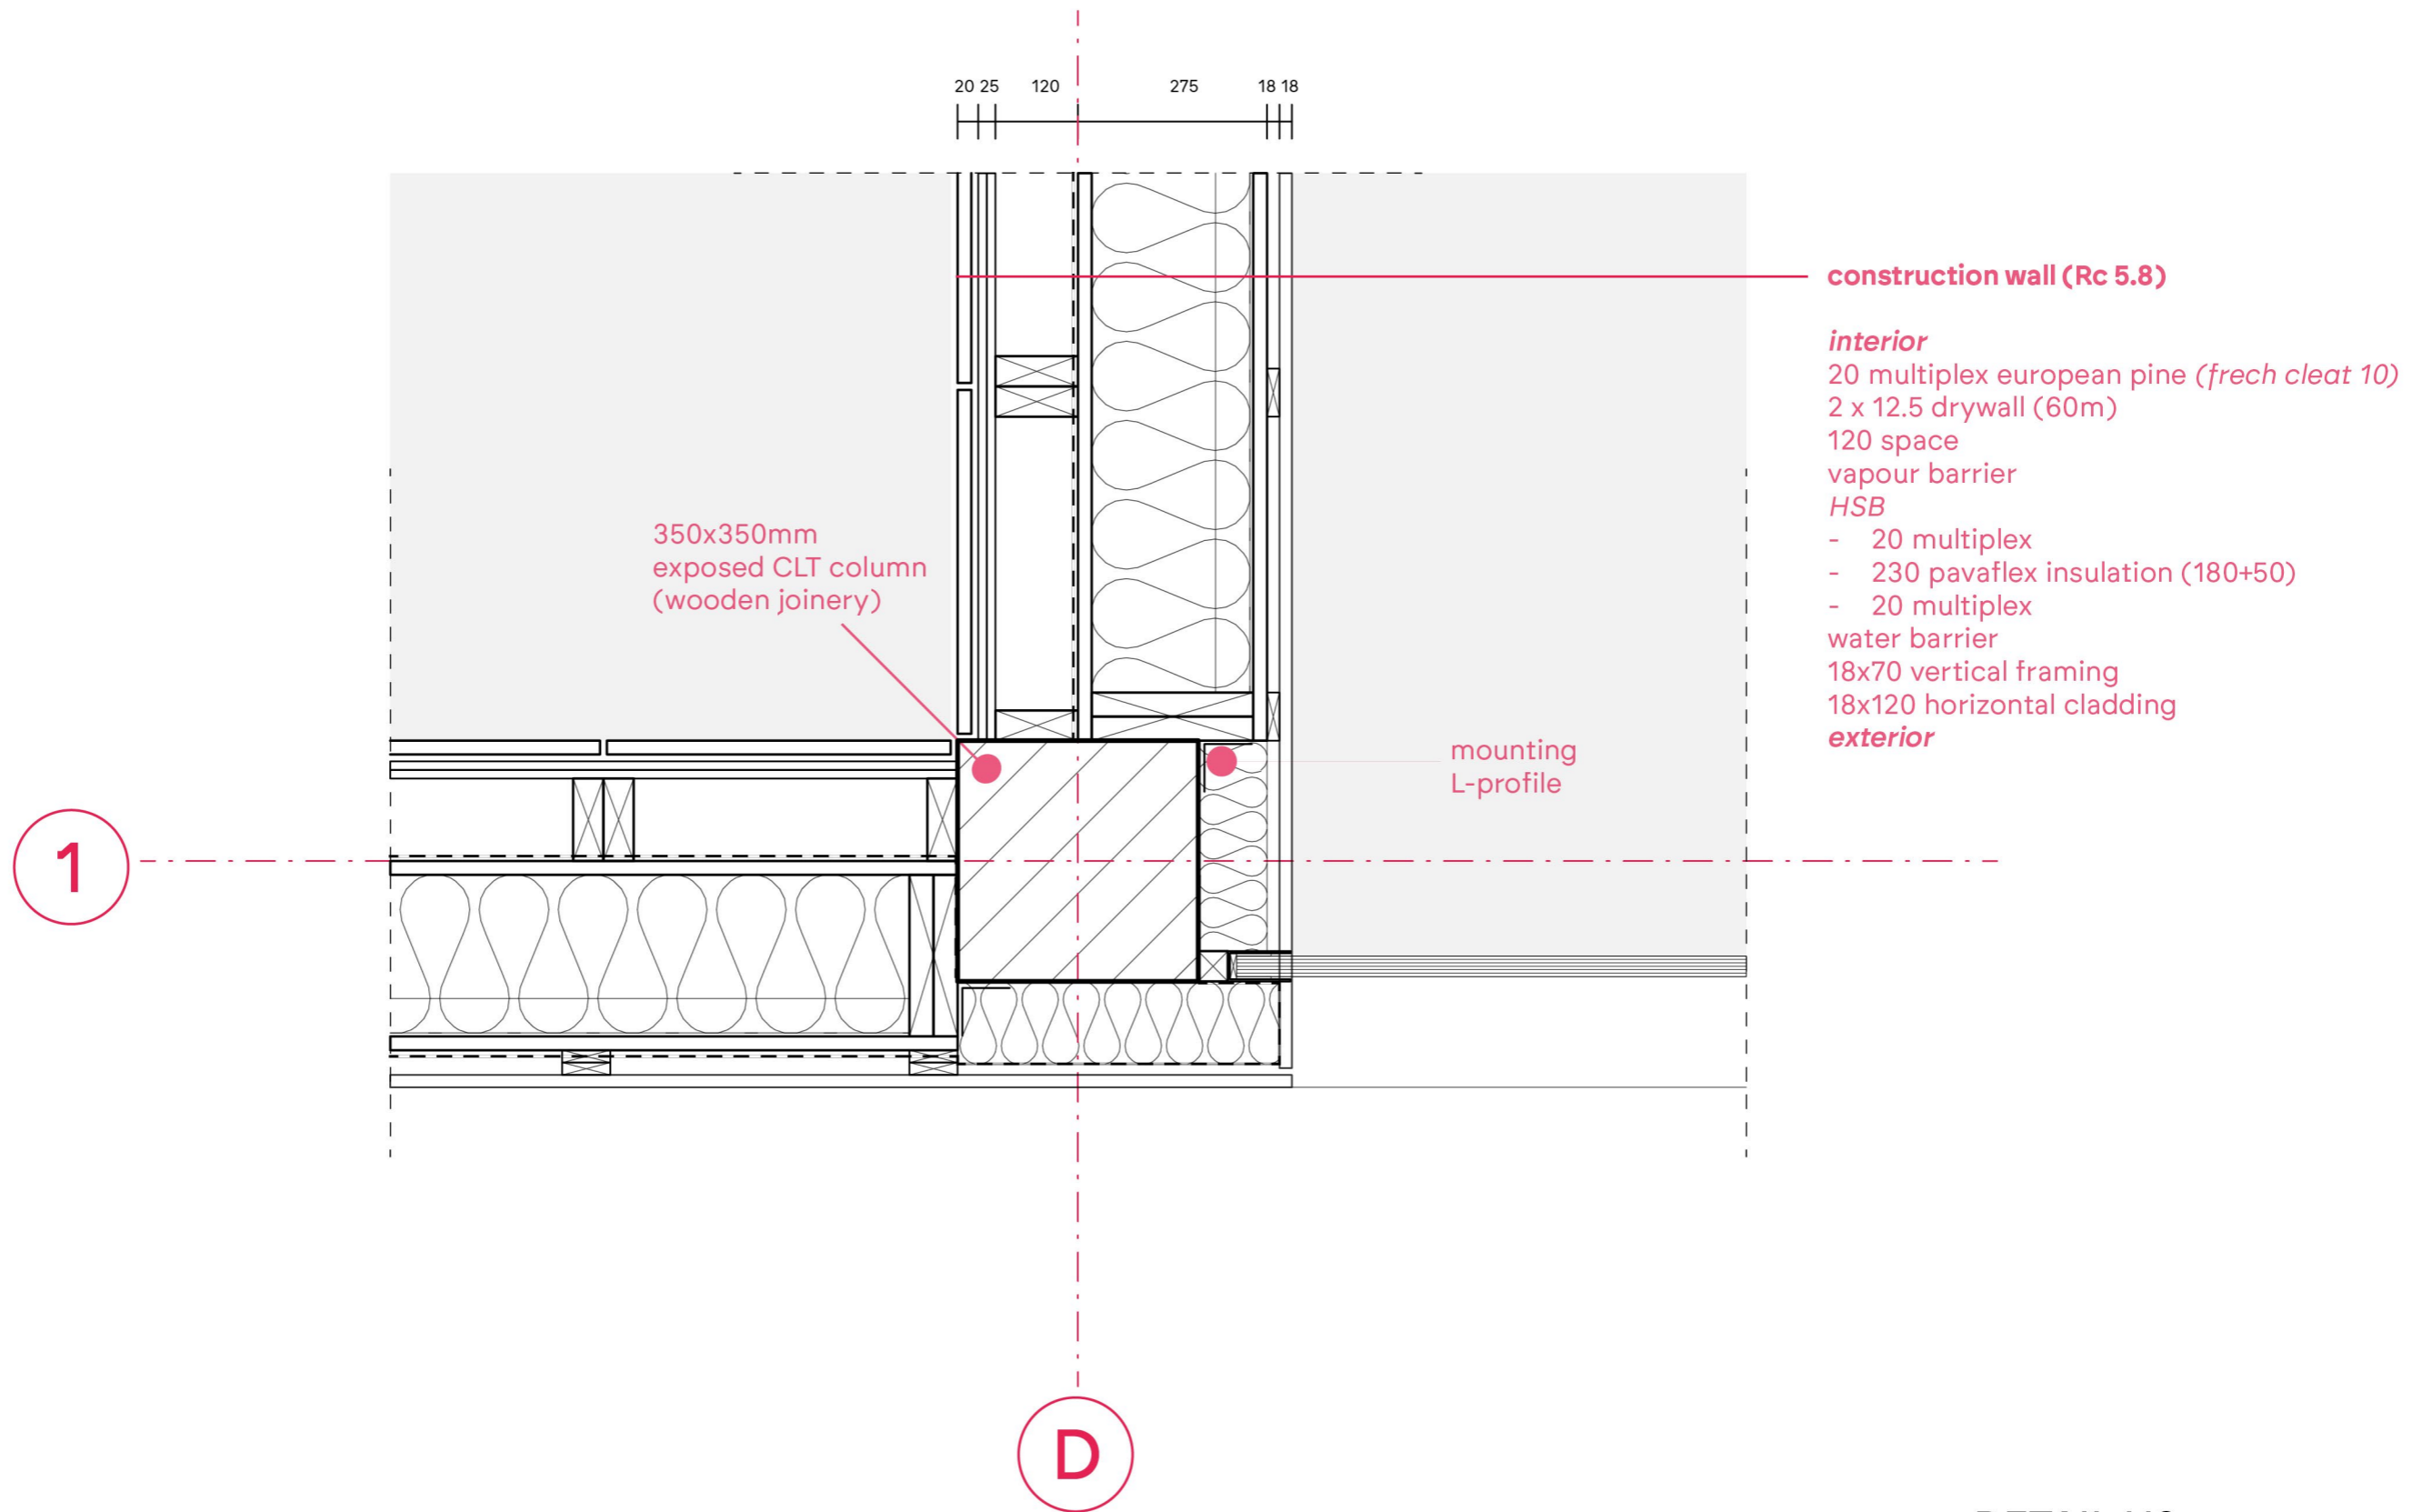 20 25 120 275 18 18
construction wall (Rc 5.8)
interior
20 multiplex european pine (frech cleat 10)
2 x 12.5 drywall (60m)
120 space
vapour barrier
HSB
- 20 multiplex
- 230 pavaflex insulation (180+50)
- 20 multiplex
water barrier
18x70 vertical framing
18x120 horizontal cladding
exterior
350x350mm
exposed CLT column
(wooden joinery)
mounting
L-profile
1
D